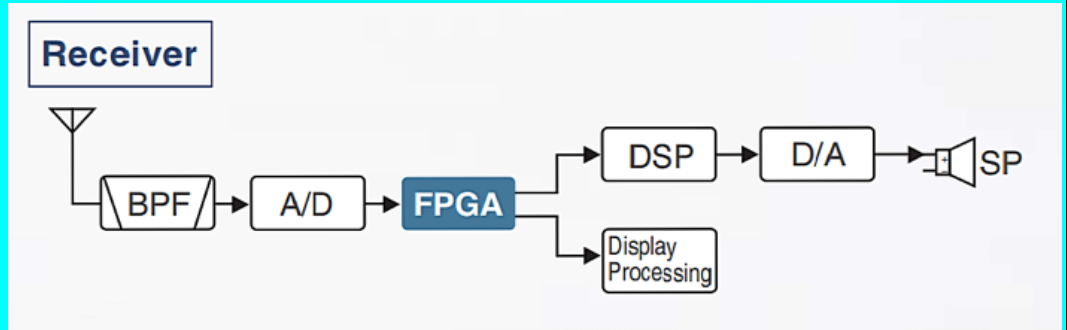 Receiver
BPF
A/D
FPGA
DSP
D/A
+
-
SP
Display
Processing